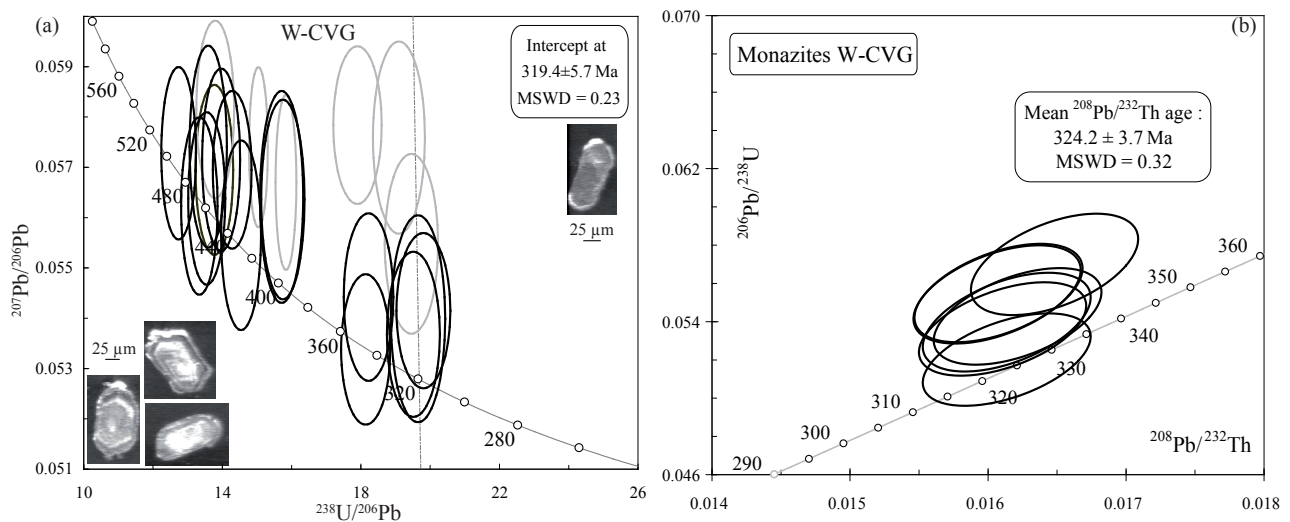 (a)
W-CVG
Intercept at
319.4±5.7 Ma
MSWD = 0.23
25 µm
25 µm
560
520
480
440
400
360
320
280
0.059
0.057
0.055
0.053
0.051
²⁰⁷Pb/²⁰⁶Pb
10 14 18 22 26
²³⁸U/²⁰⁶Pb
(b)
Monazites W-CVG
Mean ²⁰⁸Pb/²³²Th age :
324.2 ± 3.7 Ma
MSWD = 0.32
0.070
0.062
0.054
0.046
²⁰⁶Pb/²³⁸U
360
350
340
330
320
310
300
290
²⁰⁸Pb/²³²Th
0.014 0.015 0.016 0.017 0.018